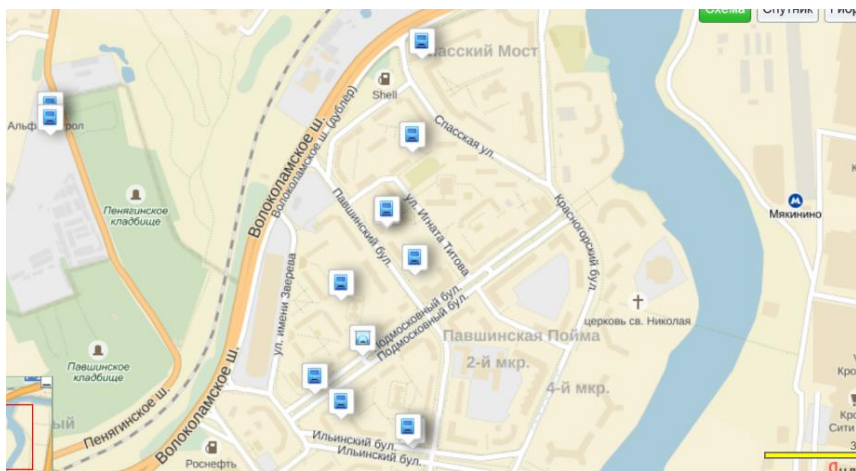 Схема
Спутник
Спасский Мост
Shell
Волоколамское ш.
Волоколамское ш. (дублёр)
Спасская ул.
Пенягинское
кладбище
Мякинино
Павшинский бул.
ул. Игната Титова
Красногорский бул.
ул. имени Зверева
Подмосковный бул.
Подмосковный бул.
церковь св. Николая
Павшинская Пойма
2-й мкр.
4-й мкр.
Павшинское
кладбище
Пенягинское ш.
Волоколамское ш.
Ильинский бул.
Ильинский бул.
Роснефть
Сити